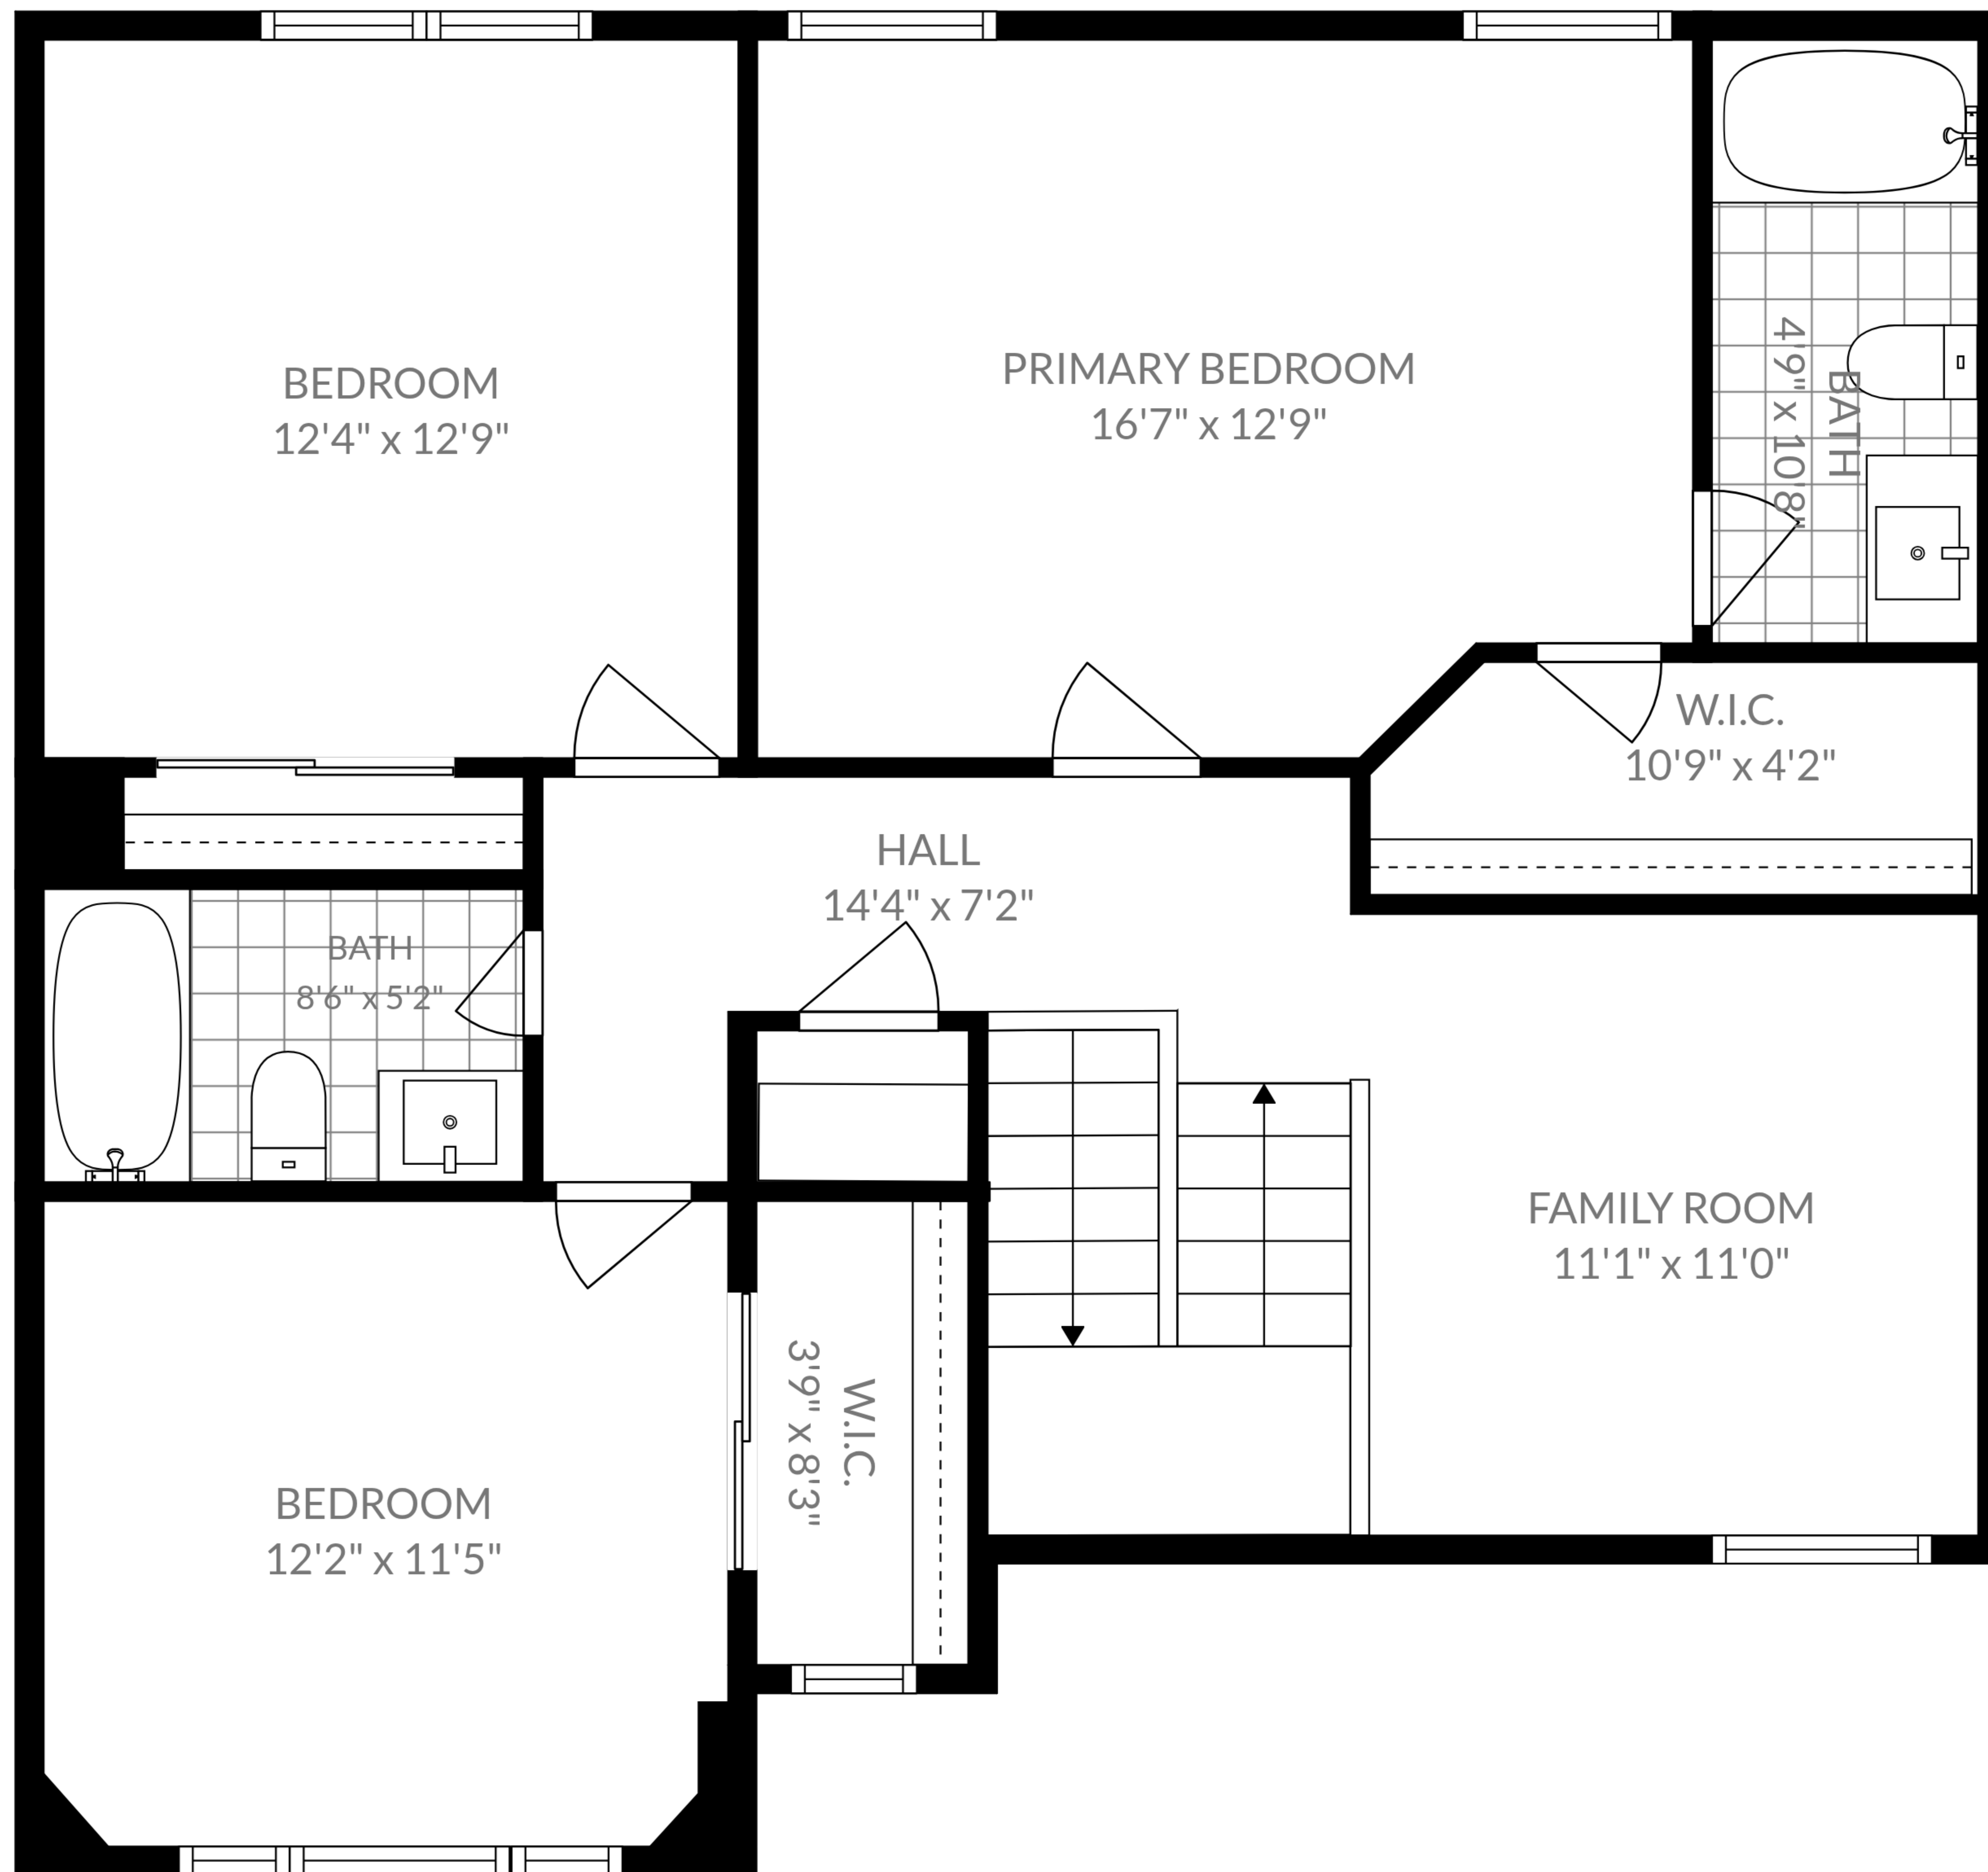 BEDROOM
12'4" x 12'9"
PRIMARY BEDROOM
16'7" x 12'9"
BATH
4'9" x 10'8"
W.I.C.
10'9" x 4'2"
HALL
14'4" x 7'2"
BATH
8'6" x 5'2"
FAMILY ROOM
11'1" x 11'0"
W.I.C.
3'9" x 8'3"
BEDROOM
12'2" x 11'5"